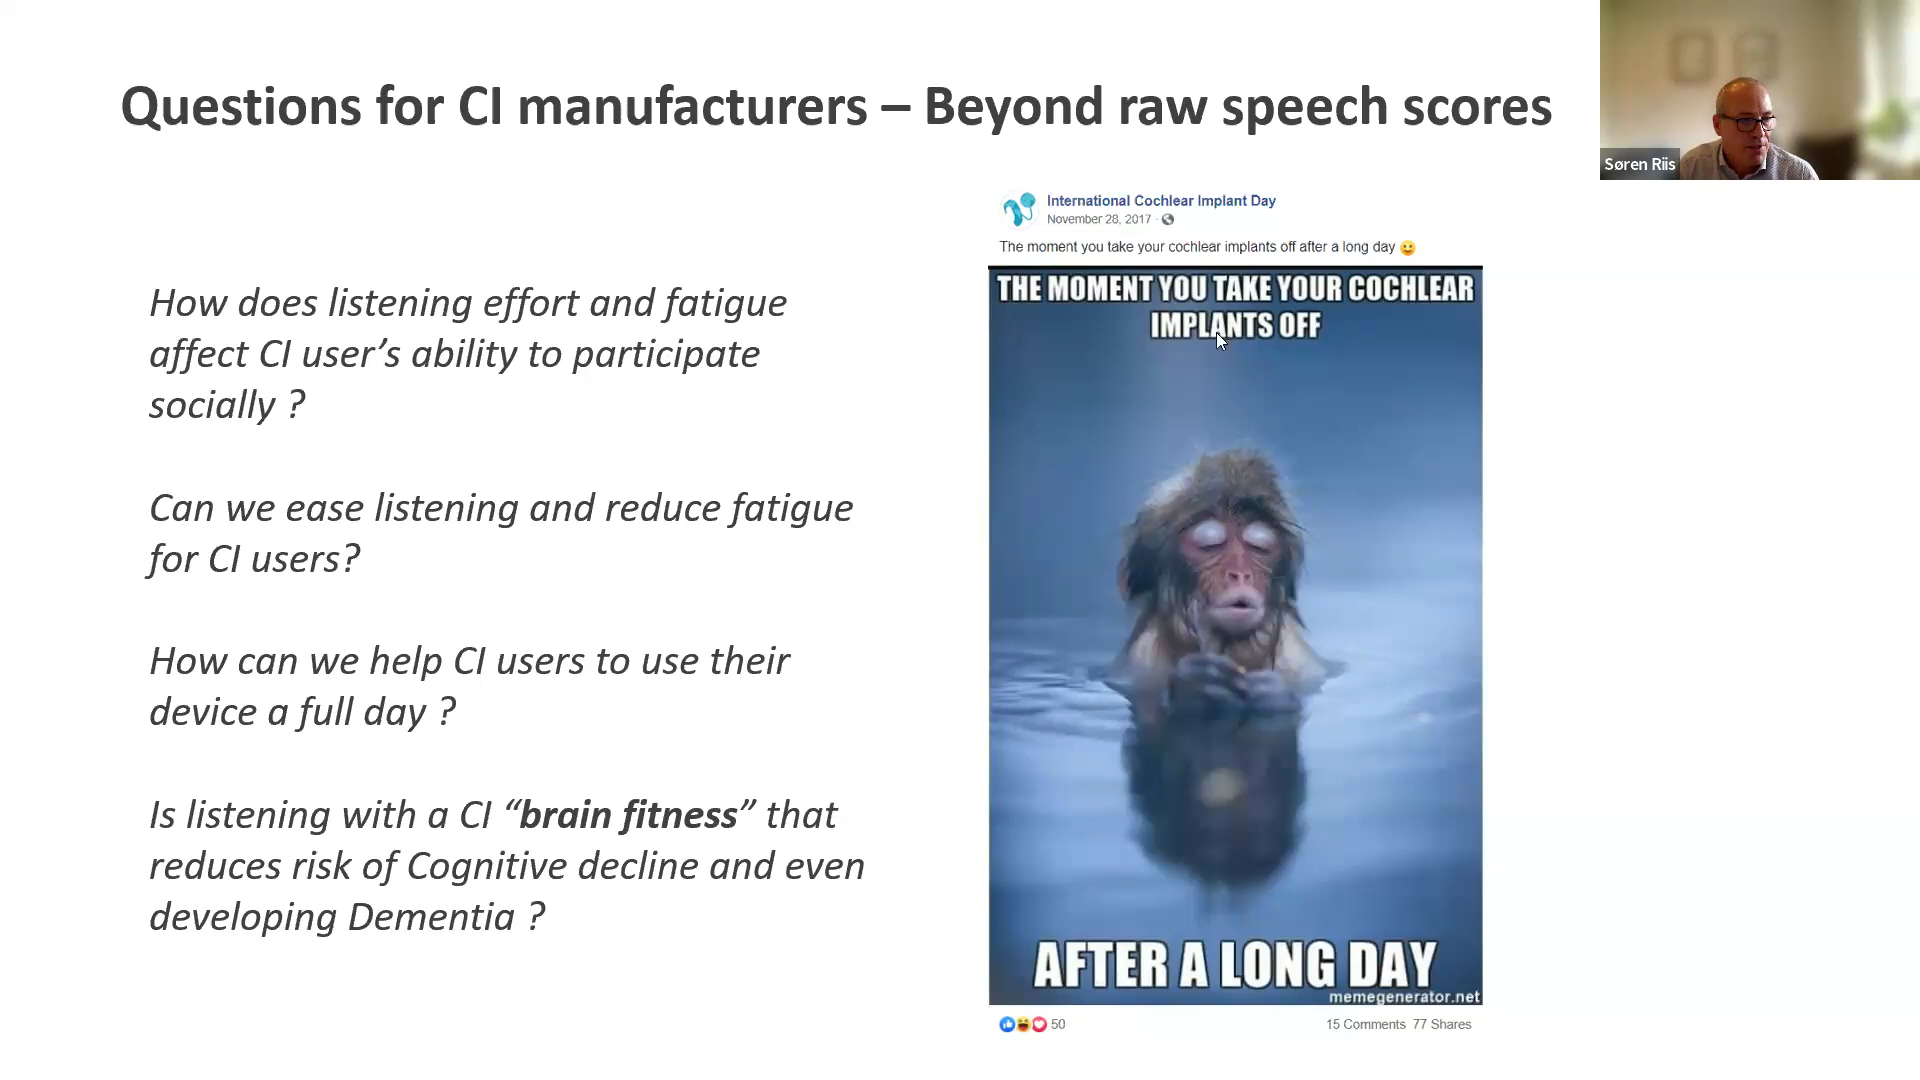 Questions for CI manufacturers – Beyond raw speech scores
Søren Riis
How does listening effort and fatigue
affect CI user’s ability to participate
socially ?
Can we ease listening and reduce fatigue
for CI users?
How can we help CI users to use their
device a full day ?
Is listening with a CI “brain fitness” that
reduces risk of Cognitive decline and even
developing Dementia ?
International Cochlear Implant Day
November 28, 2017 ·
The moment you take your cochlear implants off after a long day 😀
THE MOMENT YOU TAKE YOUR COCHLEAR
IMPLANTS OFF
AFTER A LONG DAY
memegenerator.net
50
15 Comments 77 Shares